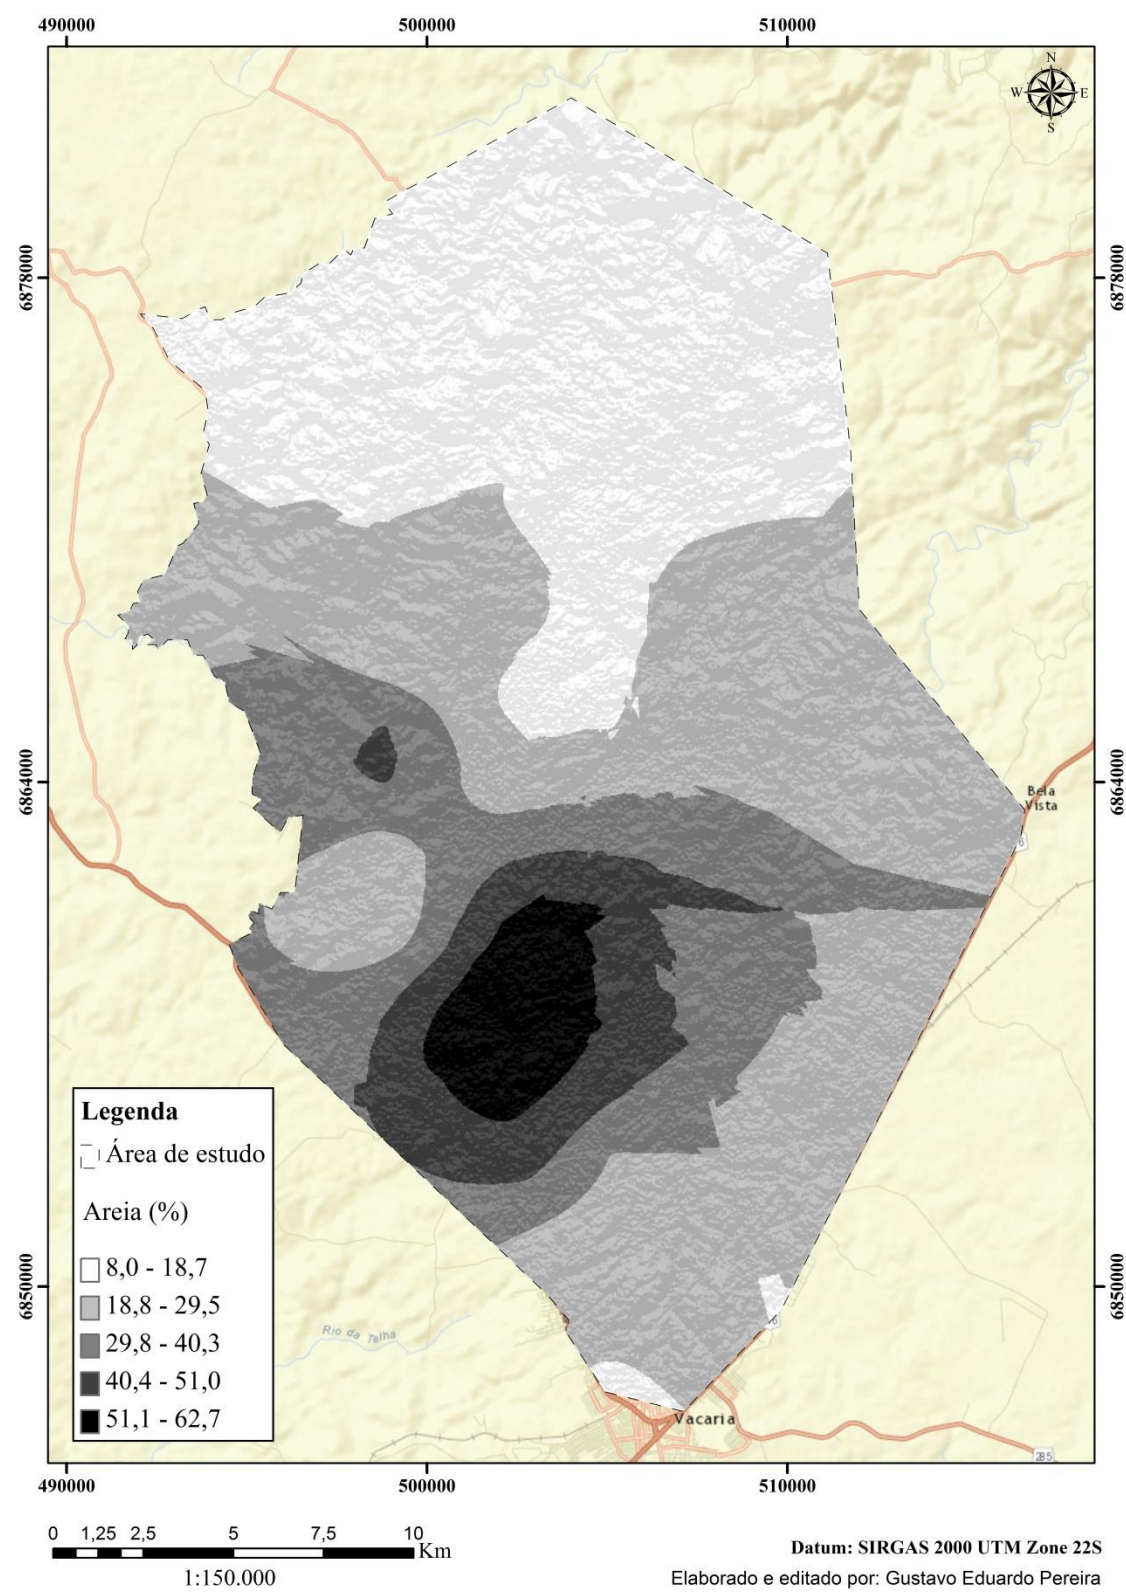 490000
500000
510000
N
W
E
S
6878000
6878000
6864000
6864000
Bela
Vista
6
Legenda
Área de estudo
Areia (%)
8,0 - 18,7
18,8 - 29,5
29,8 - 40,3
40,4 - 51,0
51,1 - 62,7
6850000
6850000
Rio da Telha
Vacaria
285
490000
500000
510000
0 1,25 2,5 5 7,5 10
Km
1:150.000
Datum: SIRGAS 2000 UTM Zone 22S
Elaborado e editado por: Gustavo Eduardo Pereira